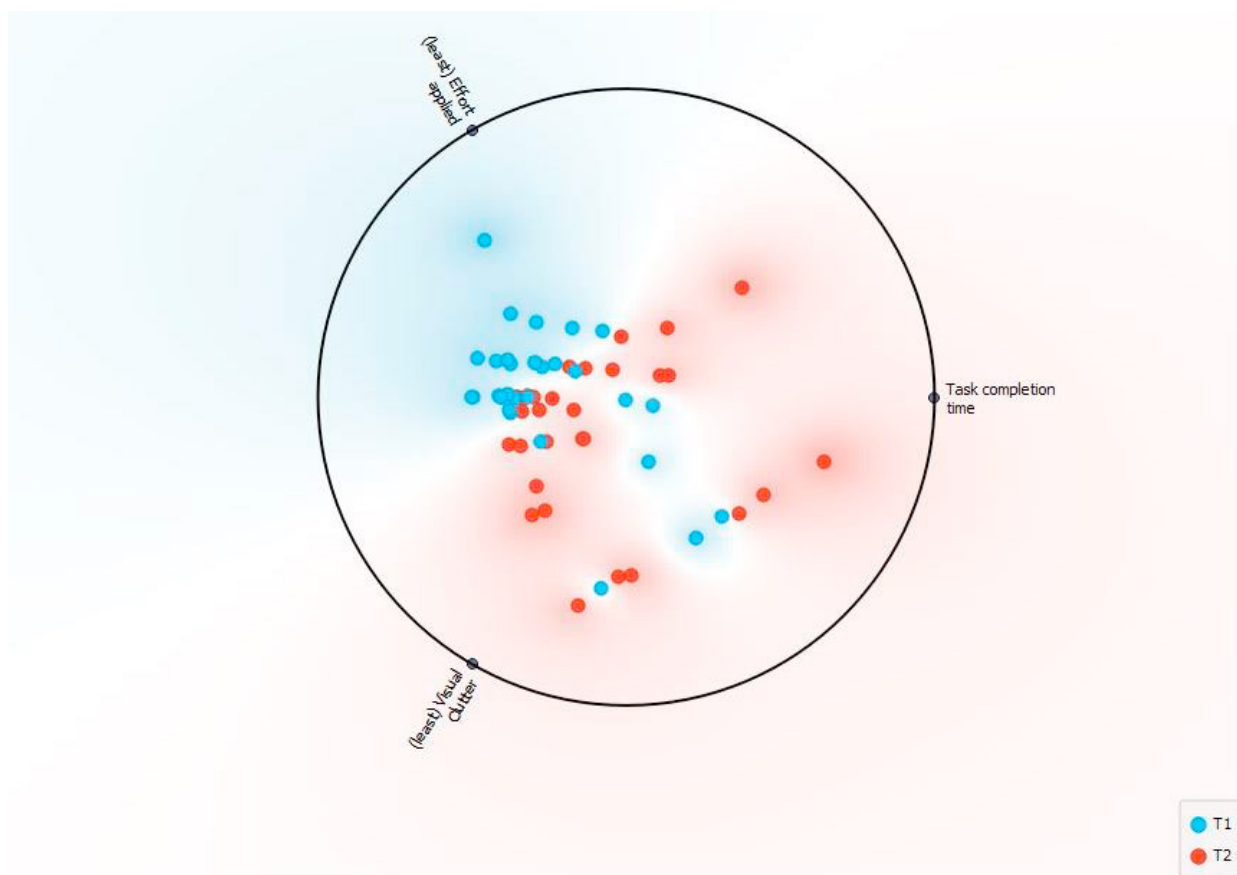 (least) Effort
applied
Task completion
time
(least) Visual
Clutter
T1
T2